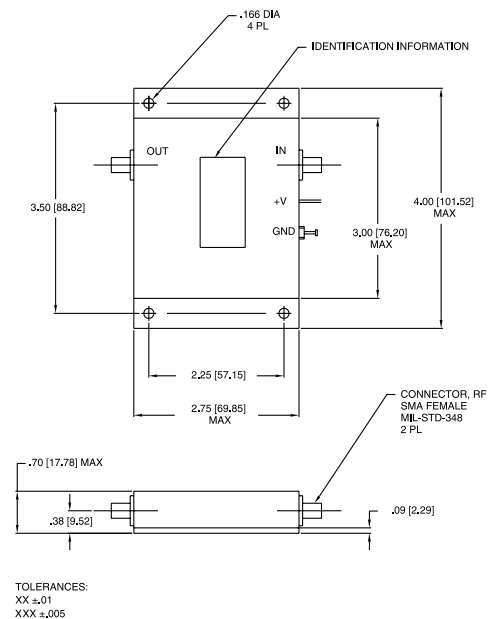 .166 DIA
4 PL
IDENTIFICATION INFORMATION
OUT
IN
+V
GND
3.50 [88.82]
4.00 [101.52]
MAX
3.00 [76.20]
MAX
2.25 [57.15]
2.75 [69.85]
MAX
CONNECTOR, RF
SMA FEMALE
MIL-STD-348
2 PL
.70 [17.78] MAX
.38 [9.52]
.09 [2.29]
TOLERANCES:
XX ±.01
XXX ±.005